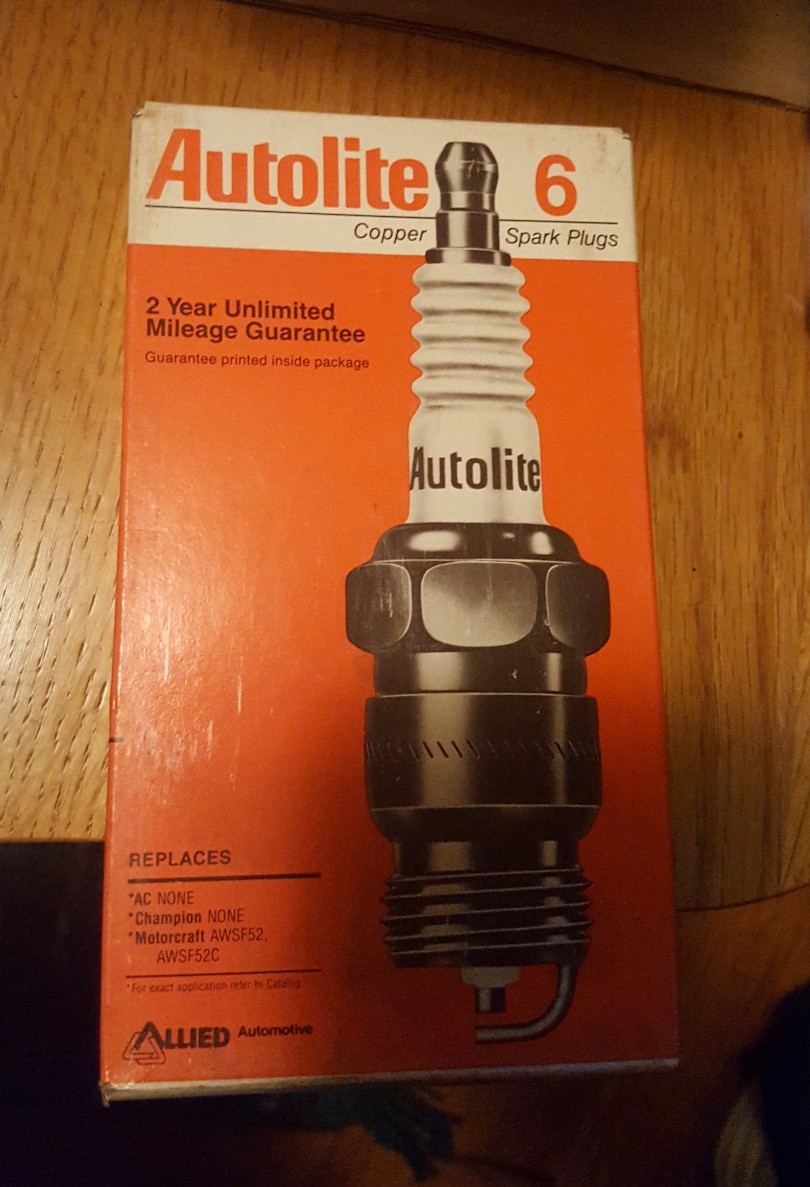 Autolite 6
Copper Spark Plugs
2 Year Unlimited
Mileage Guarantee
Guarantee printed inside package
Autolite
REPLACES
*AC NONE
*Champion NONE
*Motorcraft AWSF52,
AWSF52C
*For exact application refer to Catalog
ALLIED Automotive